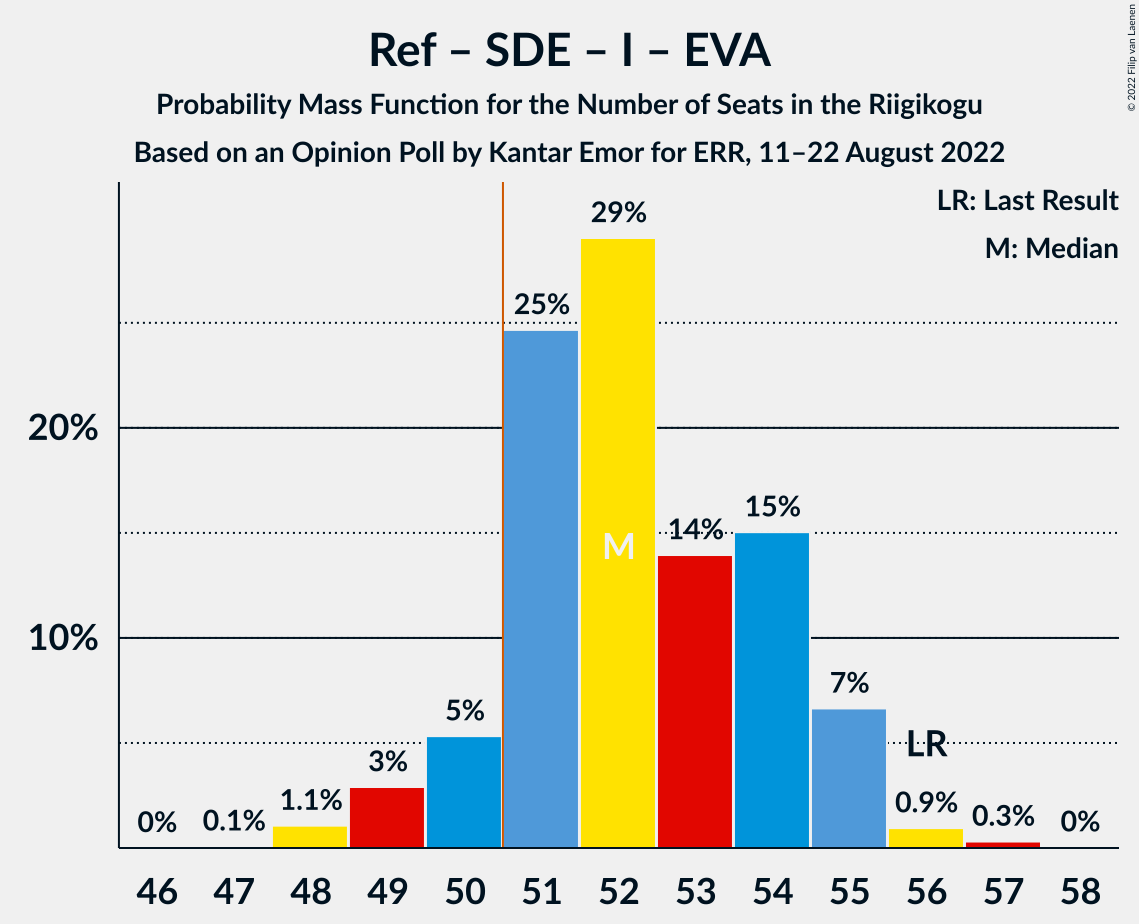 Ref – SDE – I – EVA
Probability Mass Function for the Number of Seats in the Riigikogu
Based on an Opinion Poll by Kantar Emor for ERR, 11–22 August 2022
© 2022 Filip van Laenen
LR: Last Result
M: Median
29%
25%
20%
15%
14%
M
10%
7%
5%
LR
3%
1.1%
0.9%
0.3%
0%
0.1%
0%
46 47 48 49 50 51 52 53 54 55 56 57 58